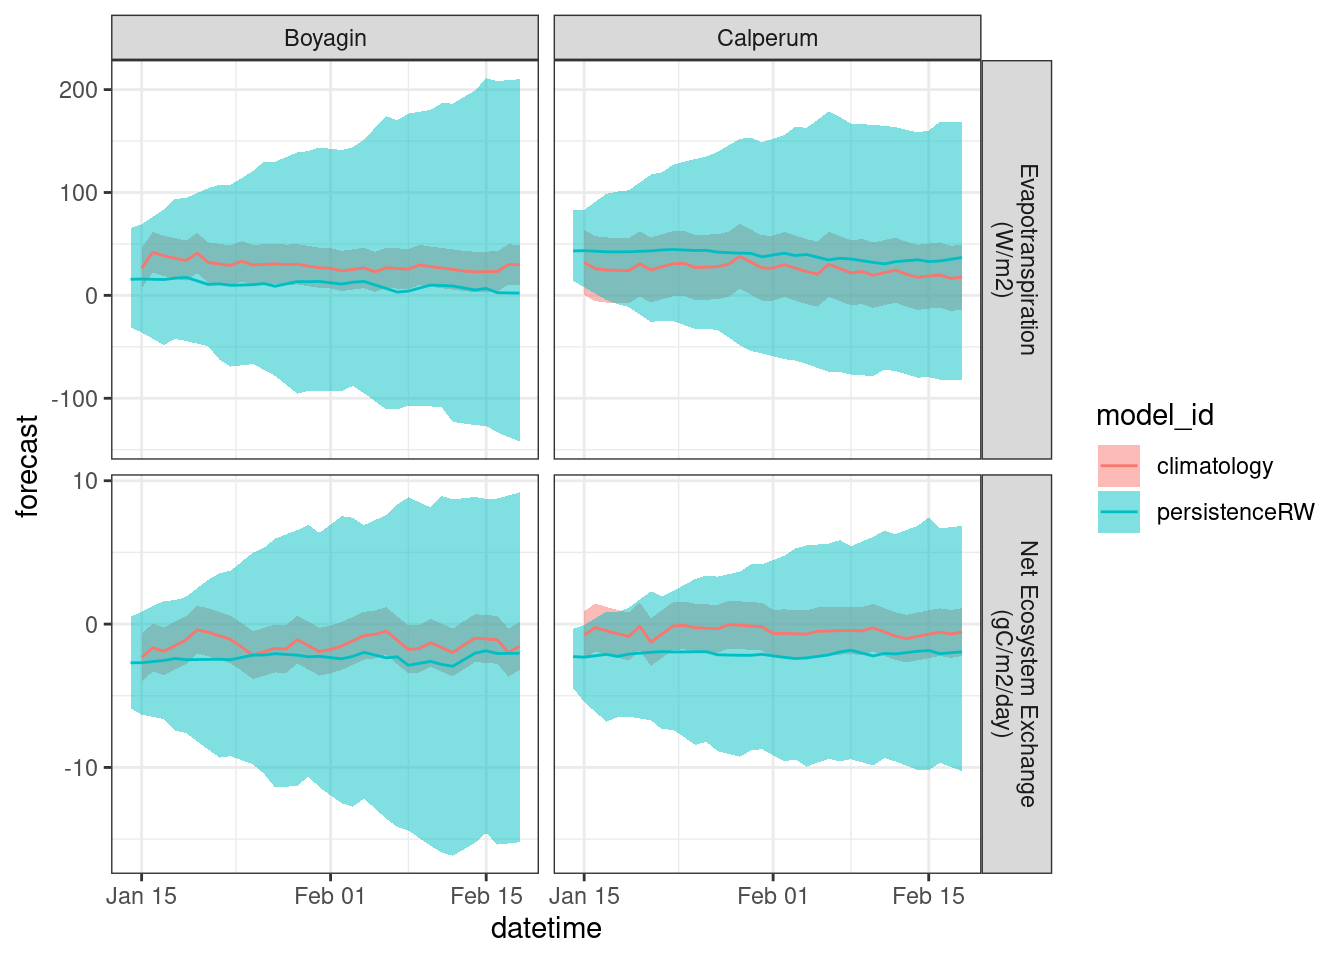 Boyagin
Calperum
200
100
0
-100
Evapotranspiration
(W/m2)
forecast
10
0
-10
Net Ecosystem Exchange
(gC/m2/day)
Jan 15
Feb 01
Feb 15
Jan 15
Feb 01
Feb 15
datetime
model_id
climatology
persistenceRW